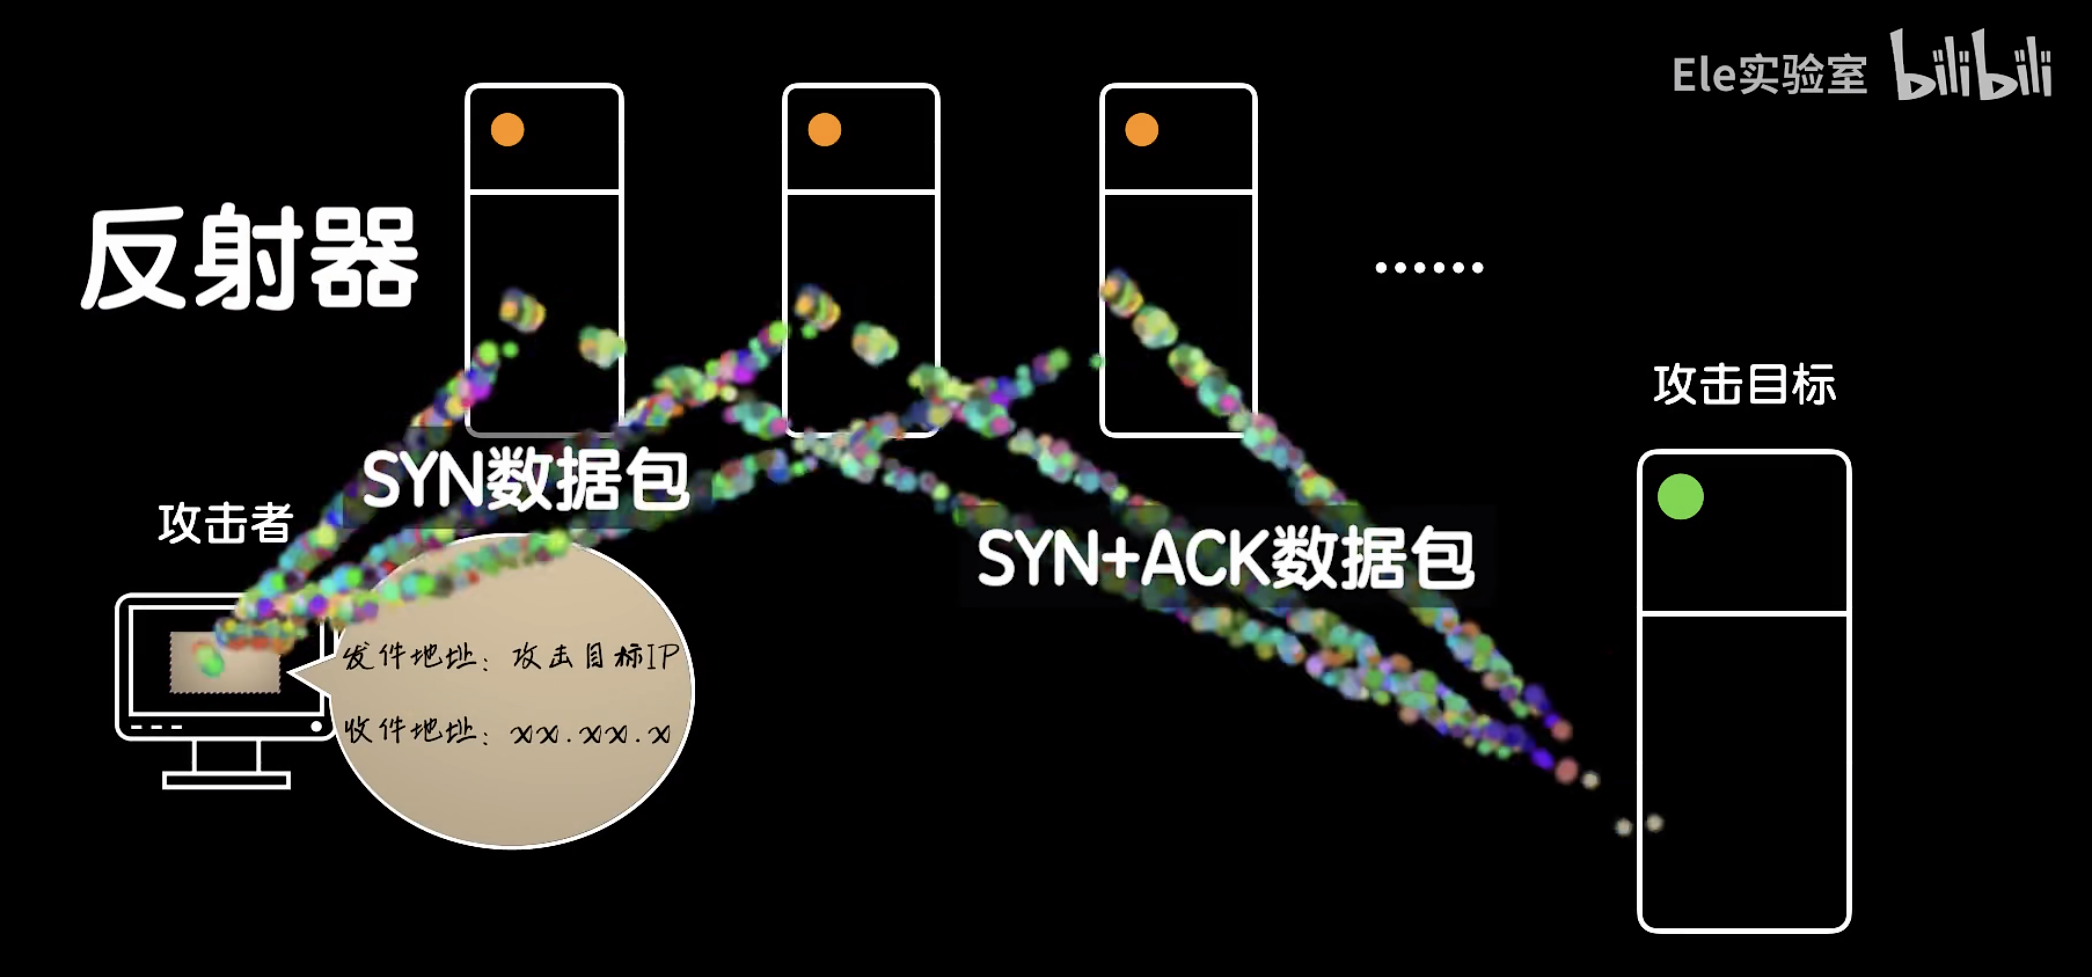 Ele实验室 bilibili
反射器
······
攻击目标
SYN数据包
攻击者
SYN+ACK数据包
发件地址：攻击目标IP
收件地址：xx.xx.x